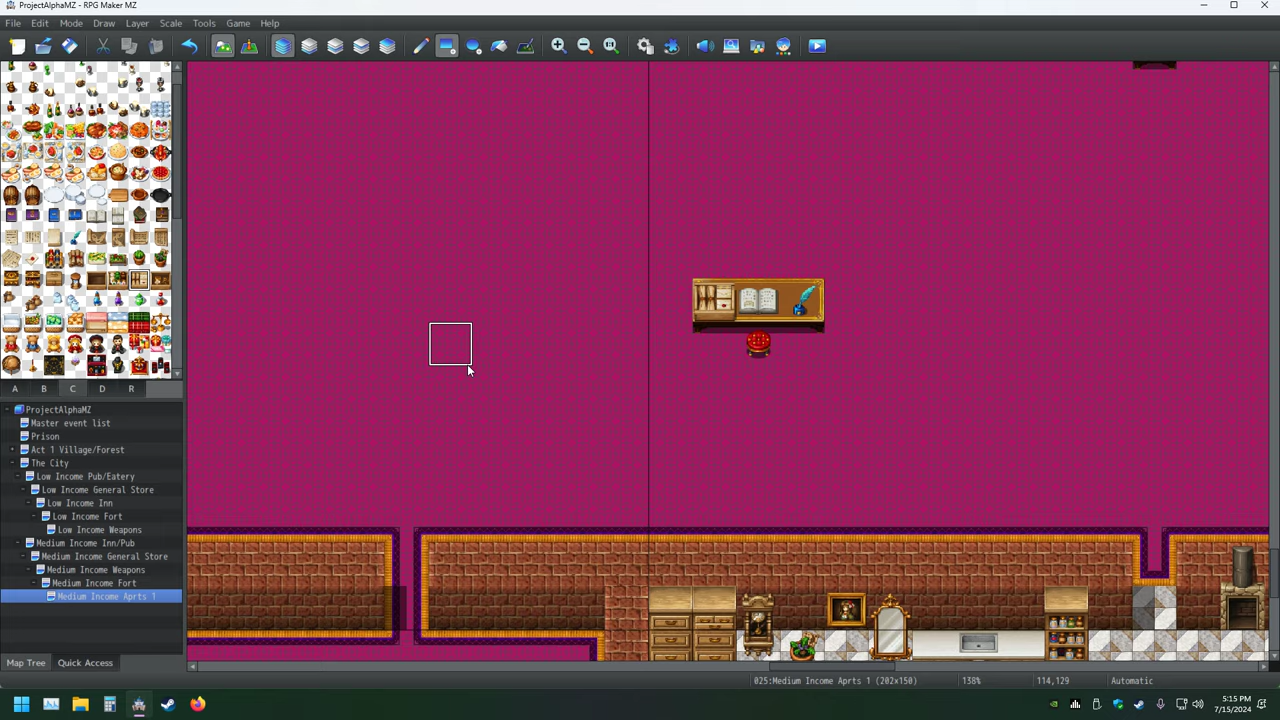 ProjectAlphaMZ - RPG Maker MZ
File Edit Mode Draw Layer Scale Tools Game Help
A B C D R
ProjectAlphaMZ
Master event list
Prison
Act 1 Village/Forest
The City
Low Income Pub/Eatery
Low Income General Store
Low Income Inn
Low Income Fort
Low Income Weapons
Medium Income Inn/Pub
Medium Income General Store
Medium Income Weapons
Medium Income Fort
Medium Income Aprts 1
Map Tree Quick Access
025:Medium Income Aprts 1 (202x150) 138% 114,129 Automatic
5:15 PM
7/15/2024